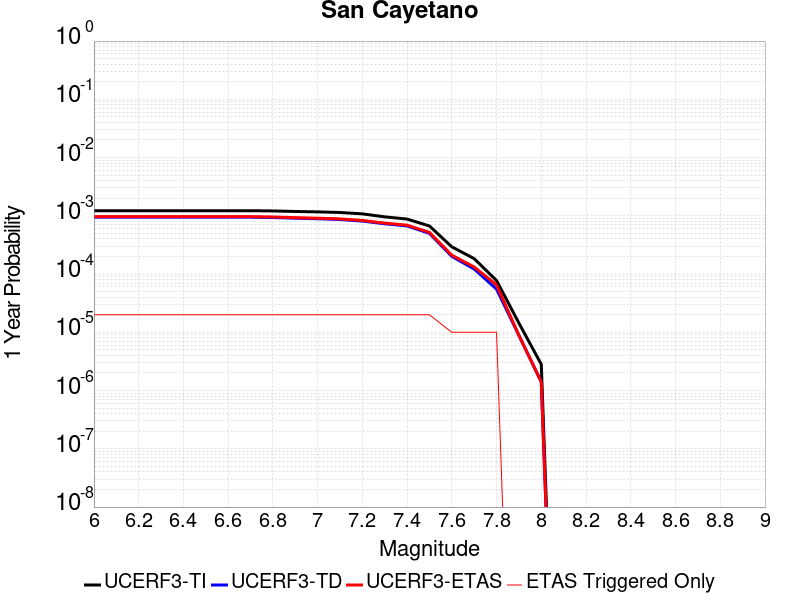 San Cayetano
10^0
10^-1
10^-2
10^-3
10^-4
10^-5
10^-6
10^-7
10^-8
1 Year Probability
6 6.2 6.4 6.6 6.8 7 7.2 7.4 7.6 7.8 8 8.2 8.4 8.6 8.8 9
Magnitude
UCERF3-TI UCERF3-TD UCERF3-ETAS ETAS Triggered Only